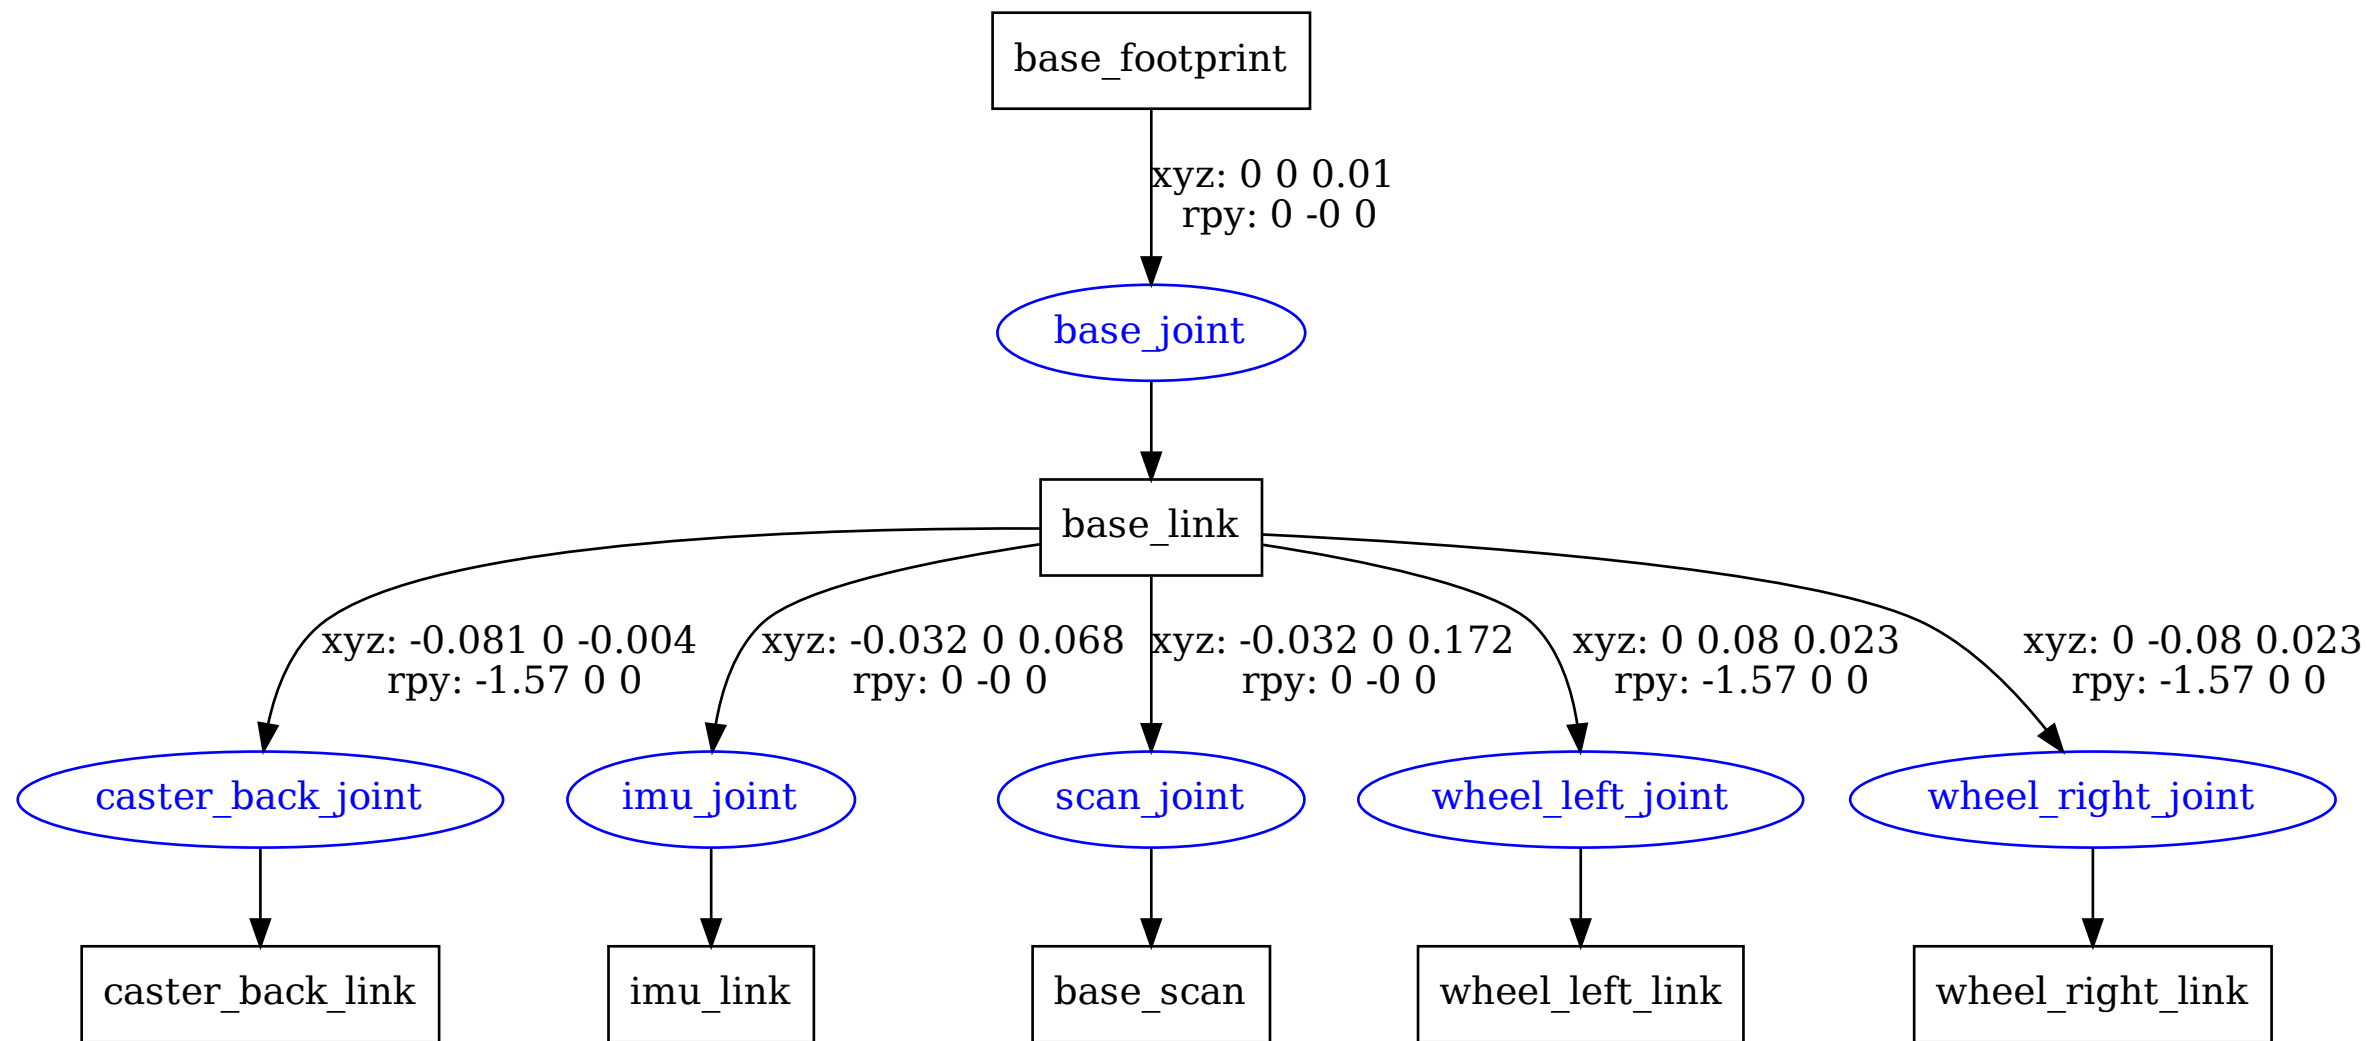 base_footprint
xyz: 0 0 0.01
rpy: 0 -0 0
base_joint
base_link
xyz: -0.081 0 -0.004
rpy: -1.57 0 0
xyz: -0.032 0 0.068
rpy: 0 -0 0
xyz: -0.032 0 0.172
rpy: 0 -0 0
xyz: 0 0.08 0.023
rpy: -1.57 0 0
xyz: 0 -0.08 0.023
rpy: -1.57 0 0
caster_back_joint
imu_joint
scan_joint
wheel_left_joint
wheel_right_joint
caster_back_link
imu_link
base_scan
wheel_left_link
wheel_right_link